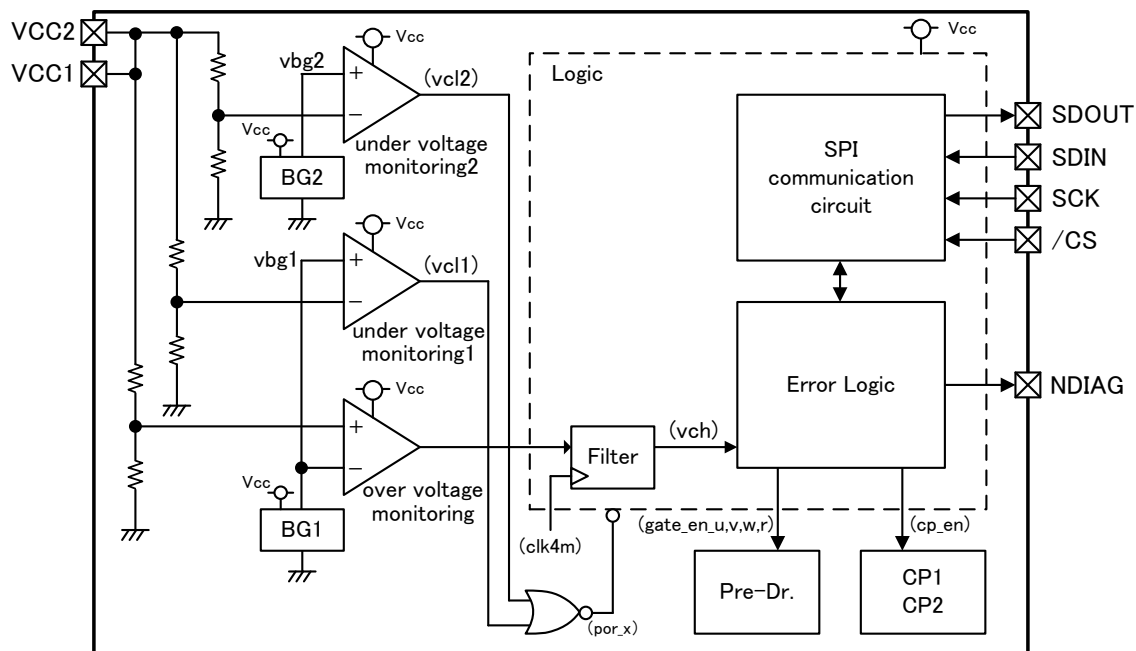 VCC2
VCC1
Vcc
vbg2
+
−
(vcl2)
under voltage
monitoring2
Vcc
BG2
Vcc
vbg1
+
−
(vcl1)
under voltage
monitoring1
Vcc
+
−
over voltage
monitoring
Vcc
BG1
Vcc
Logic
SPI
communication
circuit
SDOUT
SDIN
SCK
/CS
Error Logic
NDIAG
Filter
(vch)
(clk4m)
(por_x)
(gate_en_u,v,w,r)
(cp_en)
Pre-Dr.
CP1
CP2